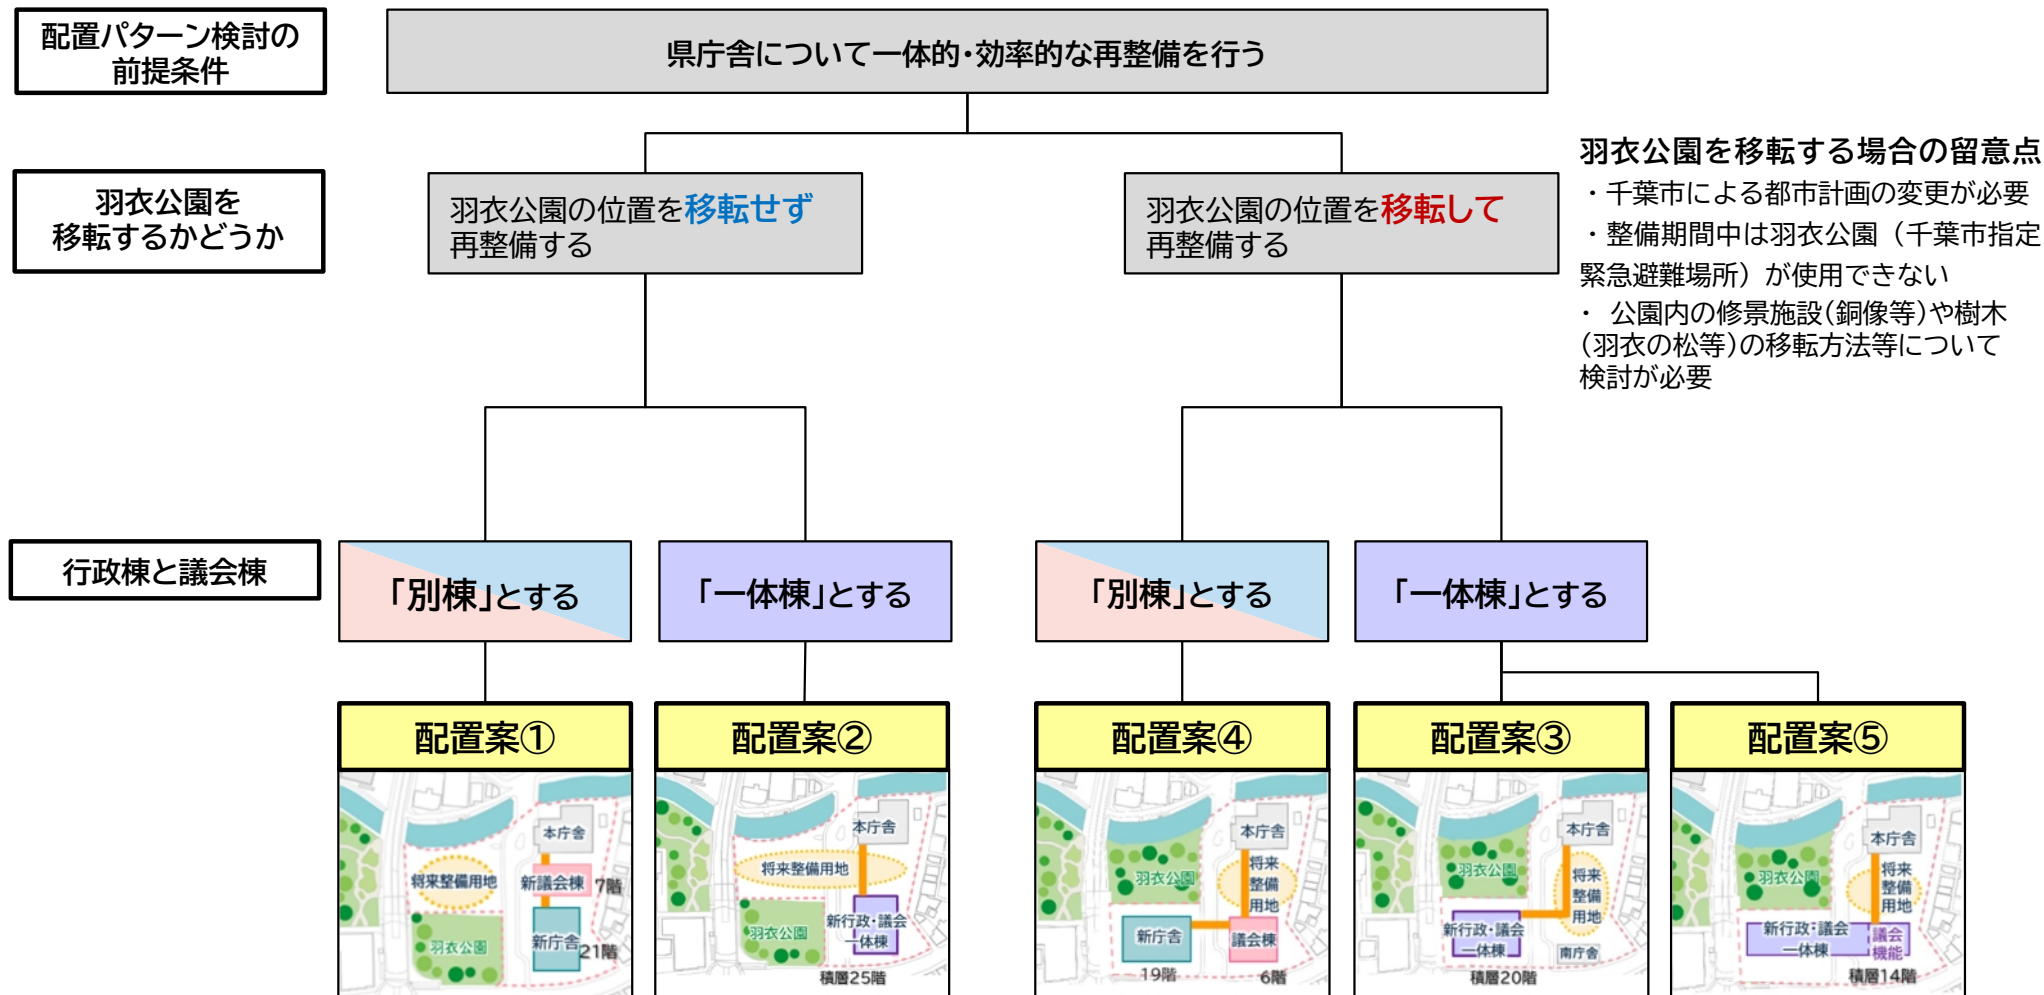 配置パターン検討の
前提条件
県庁舎について一体的・効率的な再整備を行う
羽衣公園を
移転するかどうか
羽衣公園の位置を移転せず
再整備する
羽衣公園の位置を移転して
再整備する
羽衣公園を移転する場合の留意点
・千葉市による都市計画の変更が必要
・整備期間中は羽衣公園（千葉市指定
緊急避難場所）が使用できない
・ 公園内の修景施設(銅像等)や樹木
(羽衣の松等)の移転方法等について
検討が必要
行政棟と議会棟
「別棟」とする
「一体棟」とする
「別棟」とする
「一体棟」とする
配置案①
本庁舎
将来整備用地
新議会棟
7階
羽衣公園
新庁舎
21階
配置案②
本庁舎
将来整備用地
羽衣公園
新行政・議会
一体棟
積層25階
配置案④
本庁舎
羽衣公園
将来
整備
用地
新庁舎
議会棟
19階
6階
配置案③
本庁舎
羽衣公園
将来
整備
用地
新行政・議会
一体棟
南庁舎
積層20階
配置案⑤
本庁舎
羽衣公園
将来
整備
用地
新行政・議会
一体棟
議会
機能
積層14階